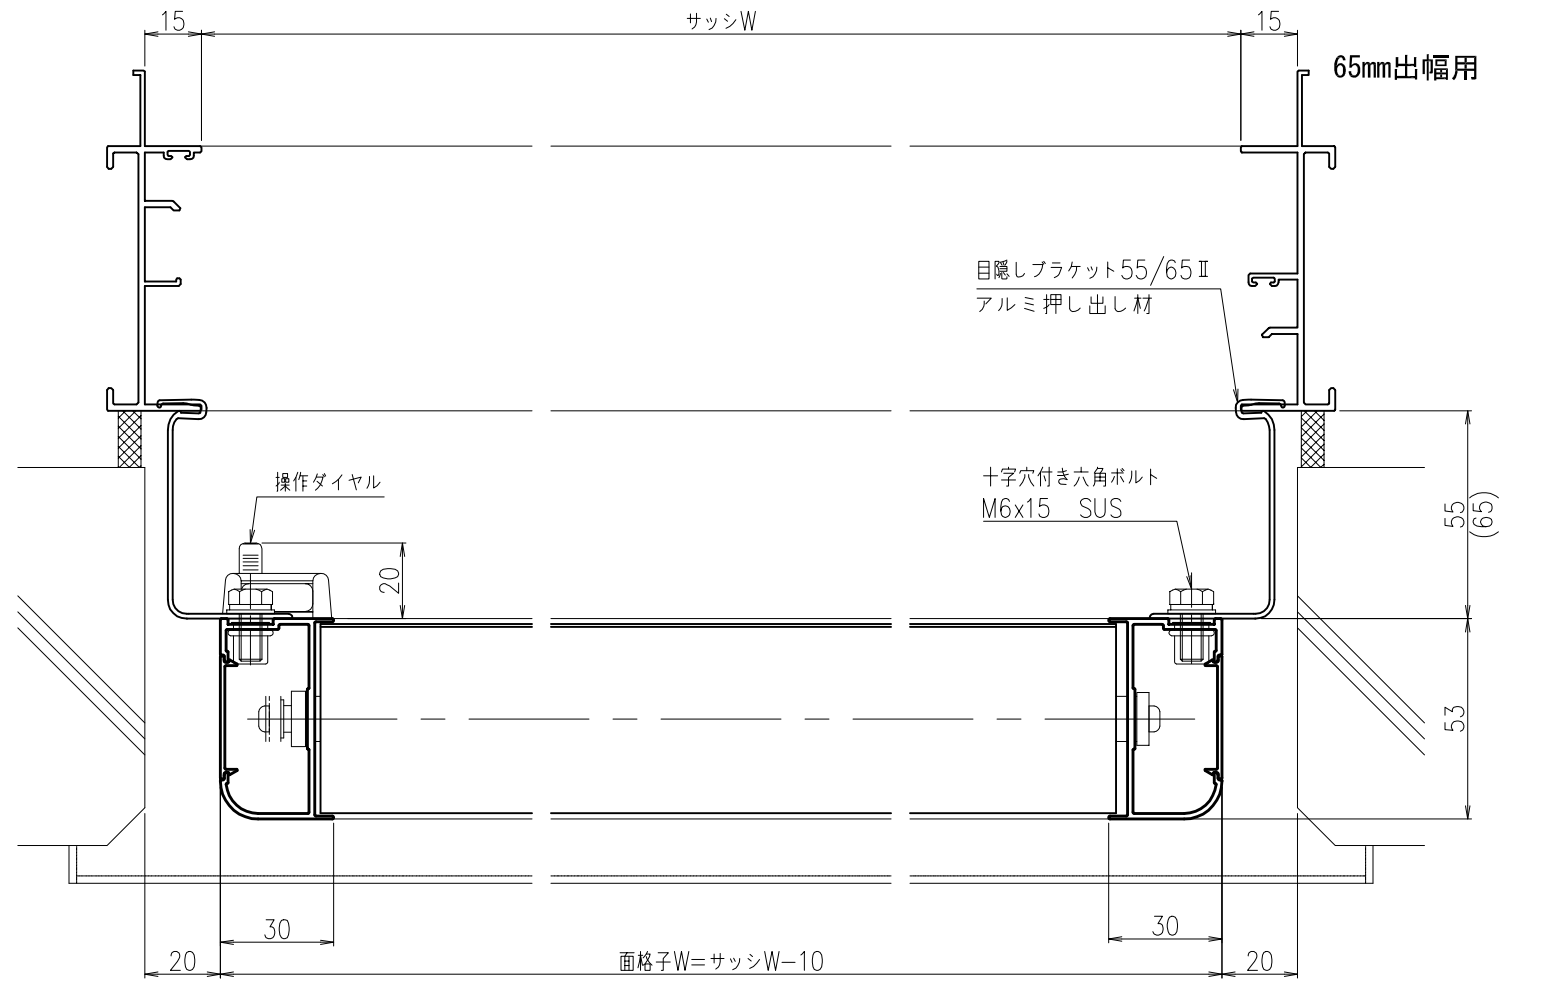 15
サッシW
15
65mm出幅用
目隠しブラケット55/65Ⅱ
アルミ押し出し材
操作ダイヤル
十字穴付き六角ボルト
M6x15 SUS
20
55
(65)
53
30
30
20
面格子W=サッシW-10
20